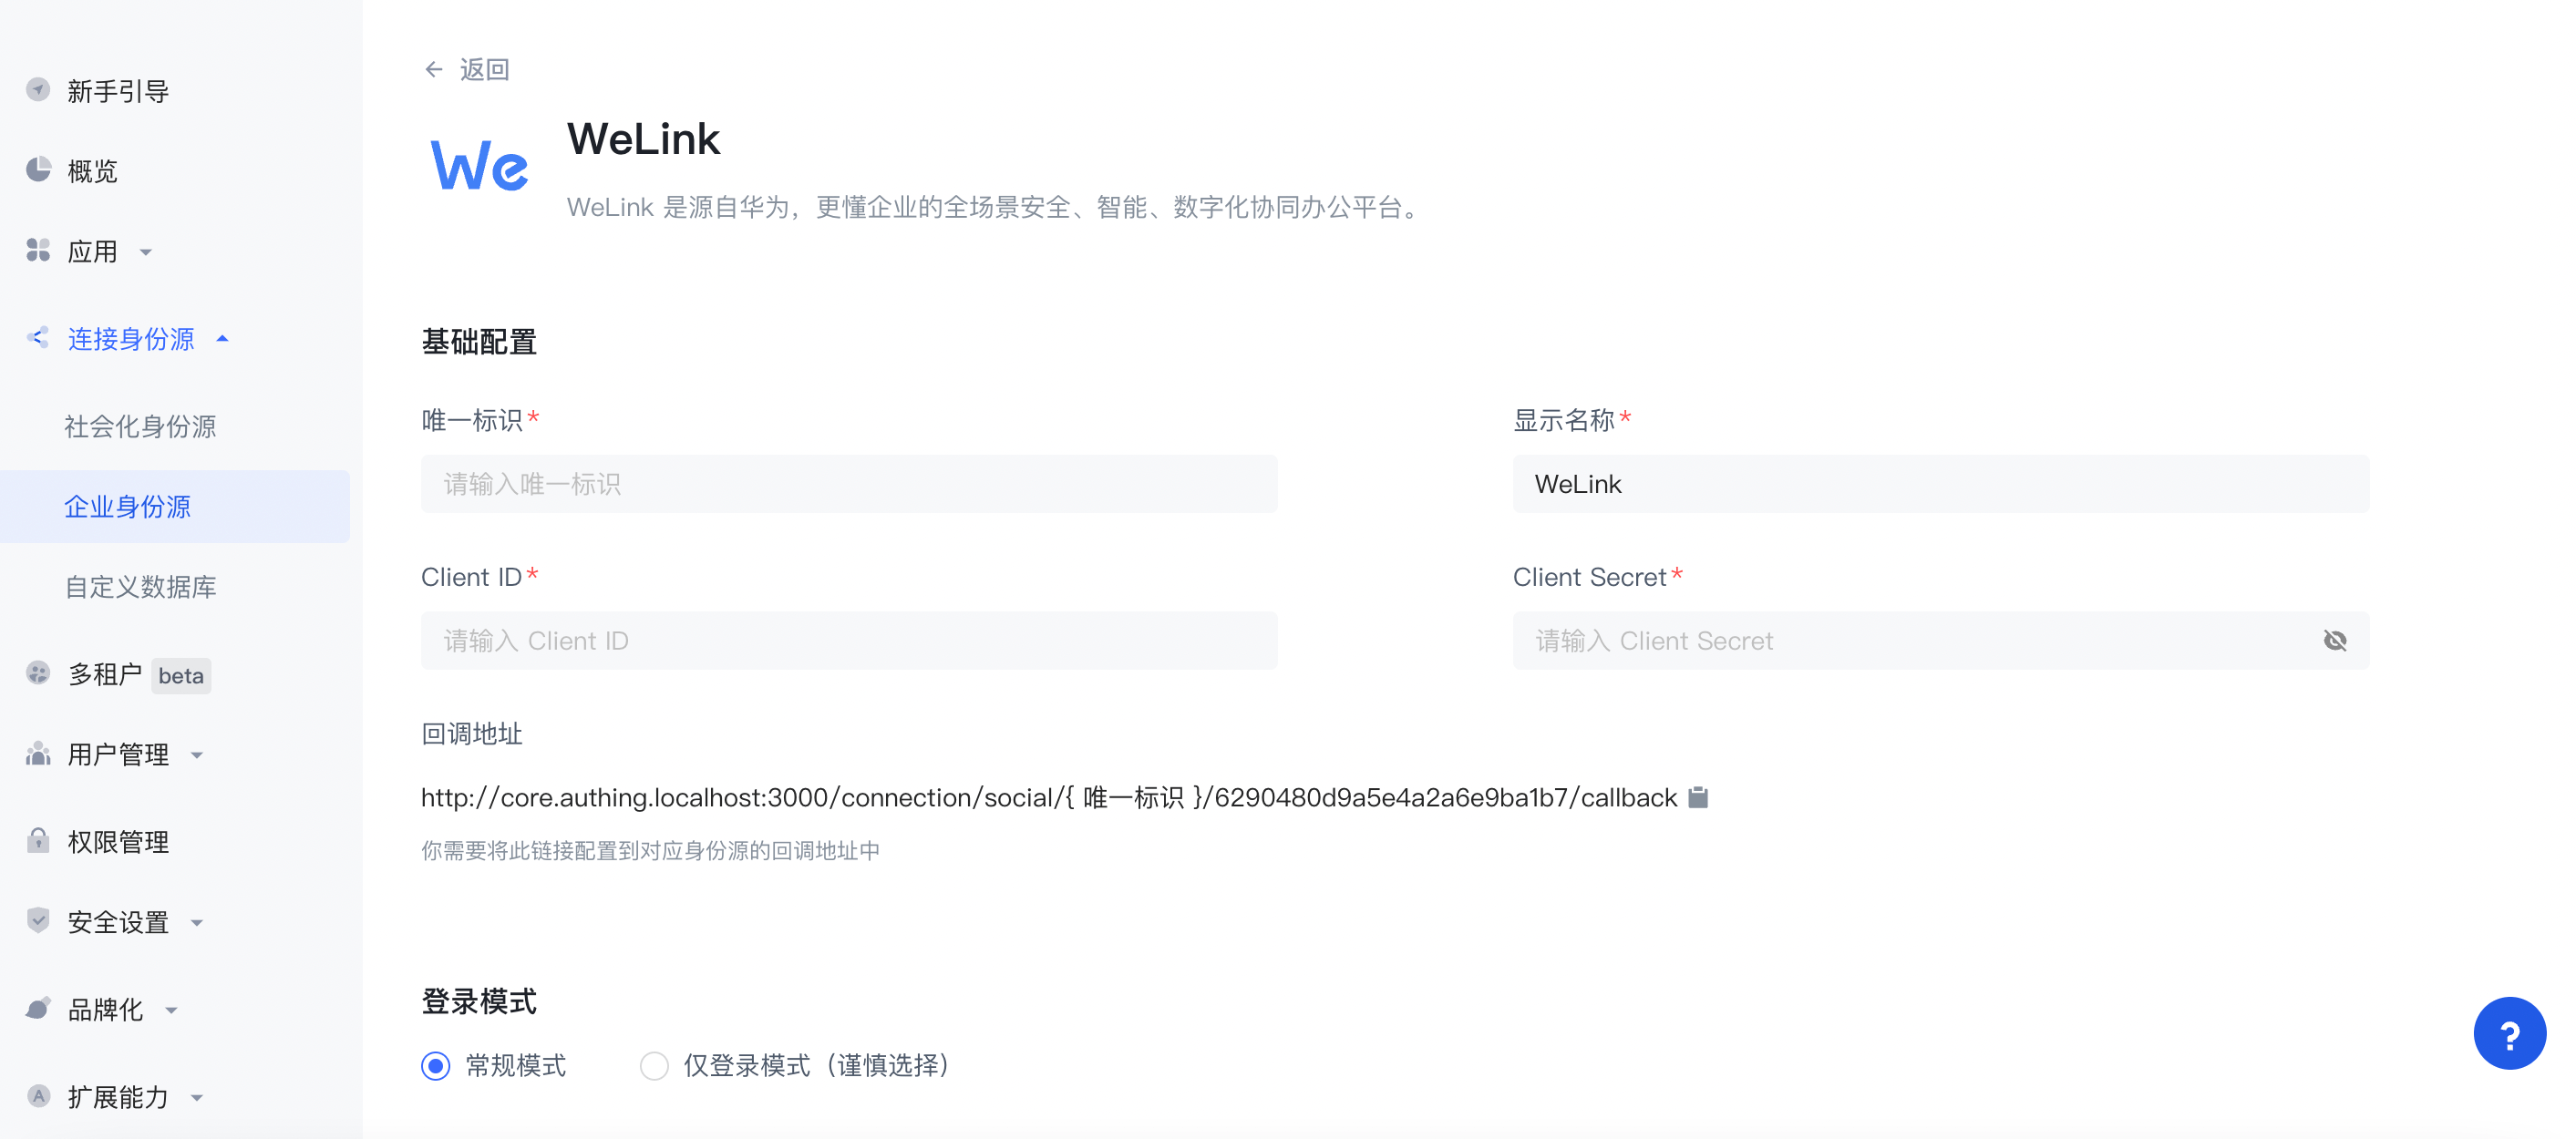 新手引导
概览
应用
连接身份源
社会化身份源
企业身份源
自定义数据库
多租户 beta
用户管理
权限管理
安全设置
品牌化
扩展能力
返回
We
WeLink
WeLink 是源自华为，更懂企业的全场景安全、智能、数字化协同办公平台。
基础配置
唯一标识*
请输入唯一标识
显示名称*
WeLink
Client ID*
请输入 Client ID
Client Secret*
请输入 Client Secret
回调地址
http://core.authing.localhost:3000/connection/social/{ 唯一标识 }/6290480d9a5e4a2a6e9ba1b7/callback
你需要将此链接配置到对应身份源的回调地址中
登录模式
常规模式
仅登录模式（谨慎选择）
?